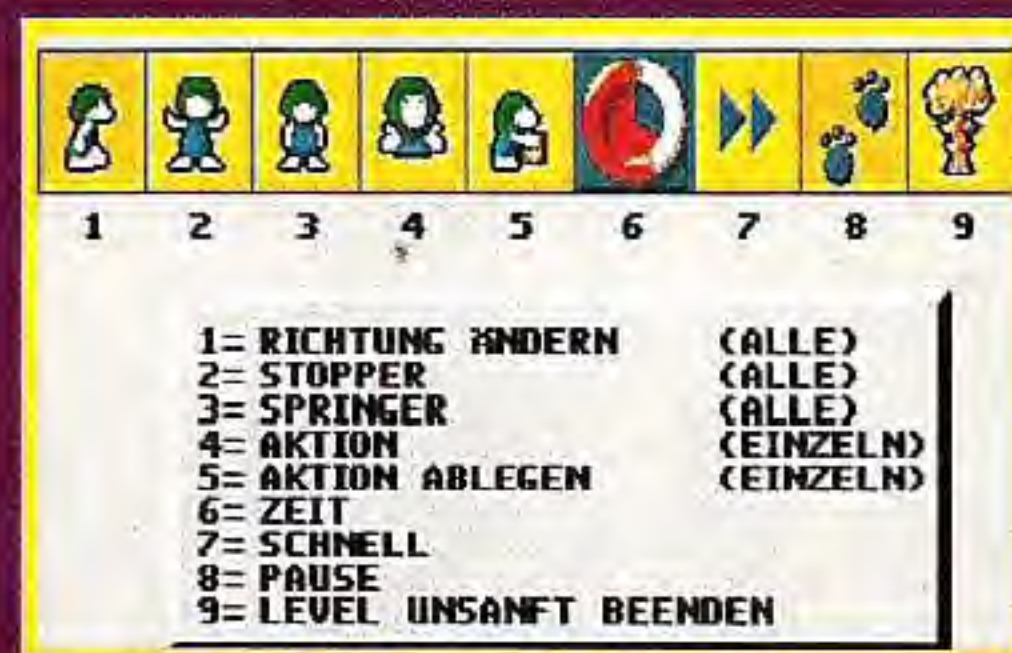 1 2 3 4 5 6 7 8 9
1= RICHTUNG ÄNDERN (ALLE)
2= STOPPER (ALLE)
3= SPRINGER (ALLE)
4= AKTION (EINZELN)
5= AKTION ABLEGEN (EINZELN)
6= ZEIT
7= SCHNELL
8= PAUSE
9= LEVEL UNSANFT BEENDEN